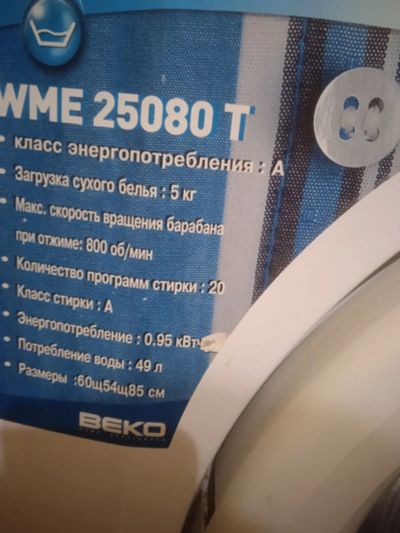 WME 25080 T
• класс энергопотребления : А
• Загрузка сухого белья : 5 кг
• Макс. скорость вращения барабана
при отжиме: 800 об/мин
• Количество программ стирки : 20
• Класс стирки : А
• Энергопотребление : 0.95 кВтч
• Потребление воды : 49 л
• Размеры :60щ54щ85 см
BEKO